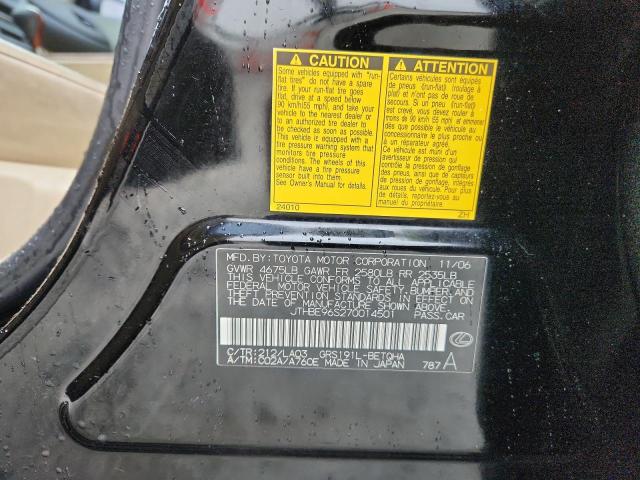 CAUTION
Some vehicles equipped with "run-
flat tires" do not have a spare
tire. If your run-flat tire goes
flat, drive at a speed below
90 km/h(55 mph), and take your
vehicle to the nearest dealer or
to an authorized tire dealer to
be checked as soon as possible.
This vehicle is equipped with a
tire pressure warning system that
monitors tire pressure
conditions. The wheels of this
vehicle each have a tire pressure
sensor built into them.
See Owner's Manual for details.
24010
ATTENTION
Certains véhicules sont équipés
de pneus (run-flat) (roulage à
plat) et n'ont pas de roue de
secours. Si un pneu (run-flat)
est crevé, vous devez rouler à
moins de 90 km/h (55 mph) et emmener
votre véhicule chez le
concessionnaire le plus proche ou
à un dépanneur agréé.
Ce véhicule est muni d'un
avertisseur de pression qui
contrôle la pression de gonflage
des pneus, ainsi que de capteurs
de pression de gonflage, intégrés
aux roues du véhicule. Pour plus
de détails, reportez-vous au
manuel du propriétaire.
ZH
MFD. BY: TOYOTA MOTOR CORPORATION 11/06
GVWR 4675LB GAWR FR 2580LB RR 2535LB
THIS VEHICLE CONFORMS TO ALL APPLICABLE
FEDERAL MOTOR VEHICLE SAFETY, BUMPER, AND
THEFT PREVENTION STANDARDS IN EFFECT ON
THE DATE OF MANUFACTURE SHOWN ABOVE.
JTHBE96S270014501 PASS. CAR
C/TR: 212/LA03 GRS191L-BETQHA
A/TM: C02A/A760E MADE IN JAPAN 787 A